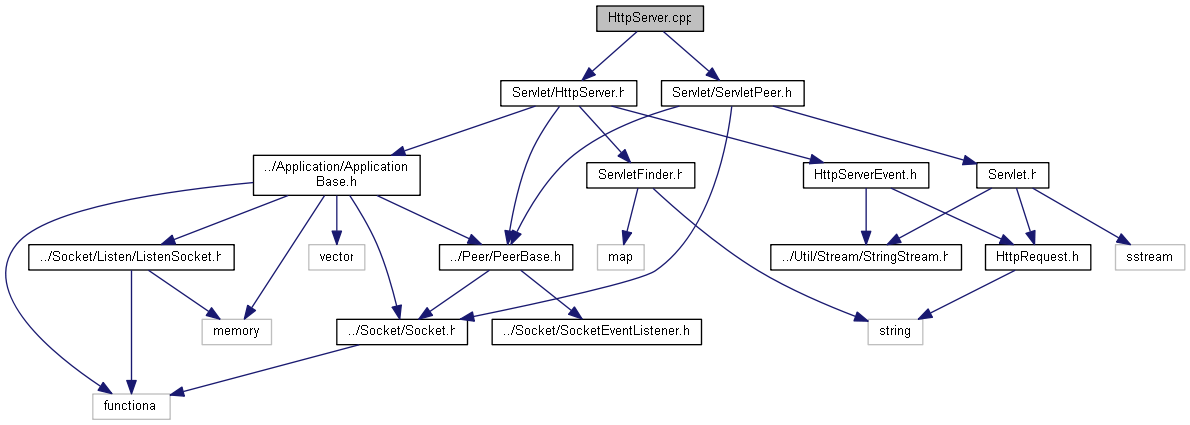 HttpServer.cpp
Servlet/HttpServer.h
Servlet/ServletPeer.h
../Application/Application
Base.h
ServletFinder.h
HttpServerEvent.h
Servlet.h
../Socket/Listen/ListenSocket.h
vector
../Peer/PeerBase.h
map
../Util/Stream/StringStream.h
HttpRequest.h
sstream
memory
../Socket/Socket.h
../Socket/SocketEventListener.h
string
functiona